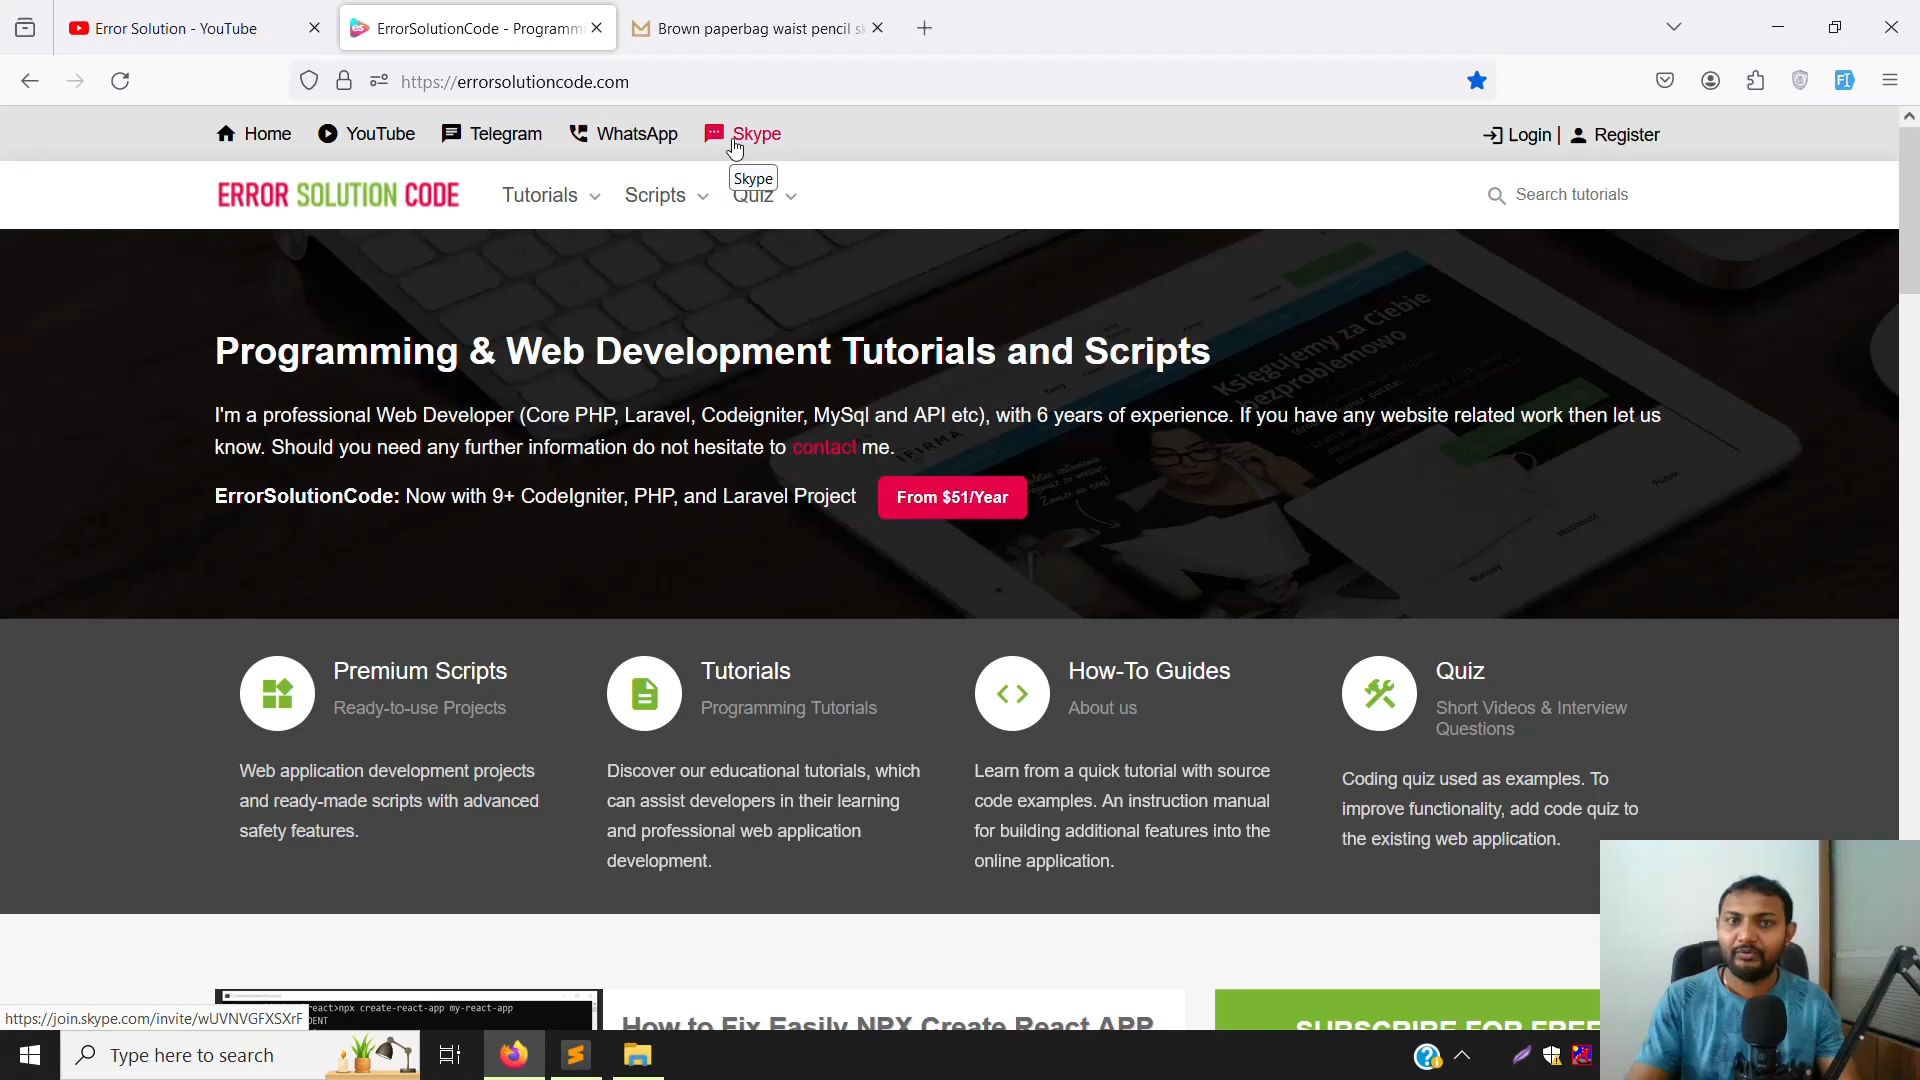 Error Solution - YouTube
ErrorSolutionCode - Programm
Brown paperbag waist pencil s
https://errorsolutioncode.com
Home
YouTube
Telegram
WhatsApp
Skype
Login |
Register
Skype
ERROR SOLUTION CODE
Tutorials
Scripts
Quiz
Search tutorials
Programming & Web Development Tutorials and Scripts
I'm a professional Web Developer (Core PHP, Laravel, Codeigniter, MySql and API etc), with 6 years of experience. If you have any website related work then let us
know. Should you need any further information do not hesitate to contact me.
ErrorSolutionCode: Now with 9+ CodeIgniter, PHP, and Laravel Project
From $51/Year
Księgujemy za Ciebie
bezproblemowo
IFIRMA
Premium Scripts
Ready-to-use Projects
Web application development projects
and ready-made scripts with advanced
safety features.
Tutorials
Programming Tutorials
Discover our educational tutorials, which
can assist developers in their learning
and professional web application
development.
How-To Guides
About us
Learn from a quick tutorial with source
code examples. An instruction manual
for building additional features into the
online application.
Quiz
Short Videos & Interview
Questions
Coding quiz used as examples. To
improve functionality, add code quiz to
the existing web application.
react>npx create-react-app my-react-app
How to Fix Easily NPX Create React APP
SUBSCRIBE FOR FREE
https://join.skype.com/invite/wUVNVGFXSXrF
Type here to search